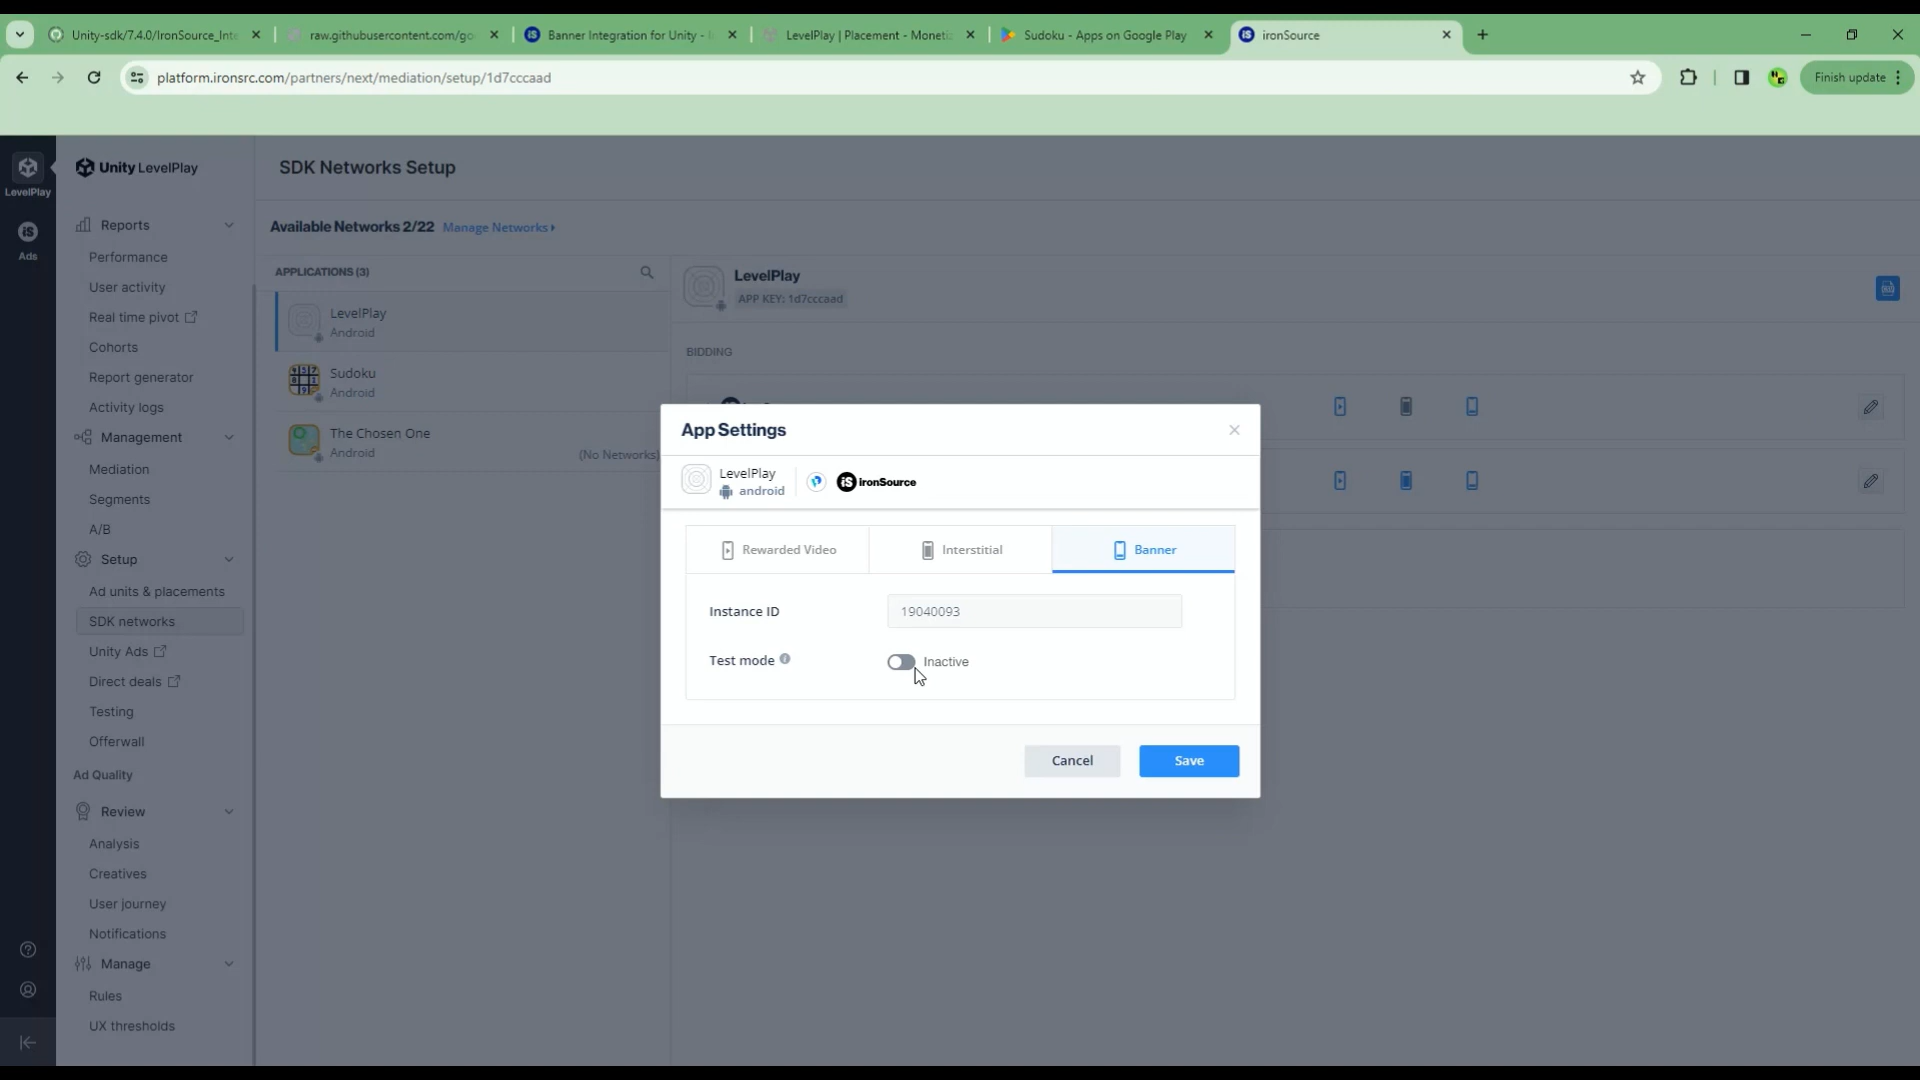 Unity-sdk/7.4.0/IronSource_Inte
raw.githubusercontent.com/go
Banner Integration for Unity - I
LevelPlay | Placement - Moneti
Sudoku - Apps on Google Play
ironSource
platform.ironsrc.com/partners/next/mediation/setup/1d7cccaad
Finish update
LevelPlay
Ads
Unity LevelPlay
Reports
Performance
User activity
Real time pivot
Cohorts
Report generator
Activity logs
Management
Mediation
Segments
A/B
Setup
Ad units & placements
SDK networks
Unity Ads
Direct deals
Testing
Offerwall
Ad Quality
Review
Analysis
Creatives
User journey
Notifications
Manage
Rules
UX thresholds
SDK Networks Setup
Available Networks 2/22 Manage Networks
APPLICATIONS (3)
LevelPlay
Android
Sudoku
Android
The Chosen One
Android
(No Networks)
LevelPlay
APP KEY: 1d7cccaad
BIDDING
App Settings
LevelPlay
android
iS ironSource
Rewarded Video
Interstitial
Banner
Instance ID
19040093
Test mode
Inactive
Cancel
Save